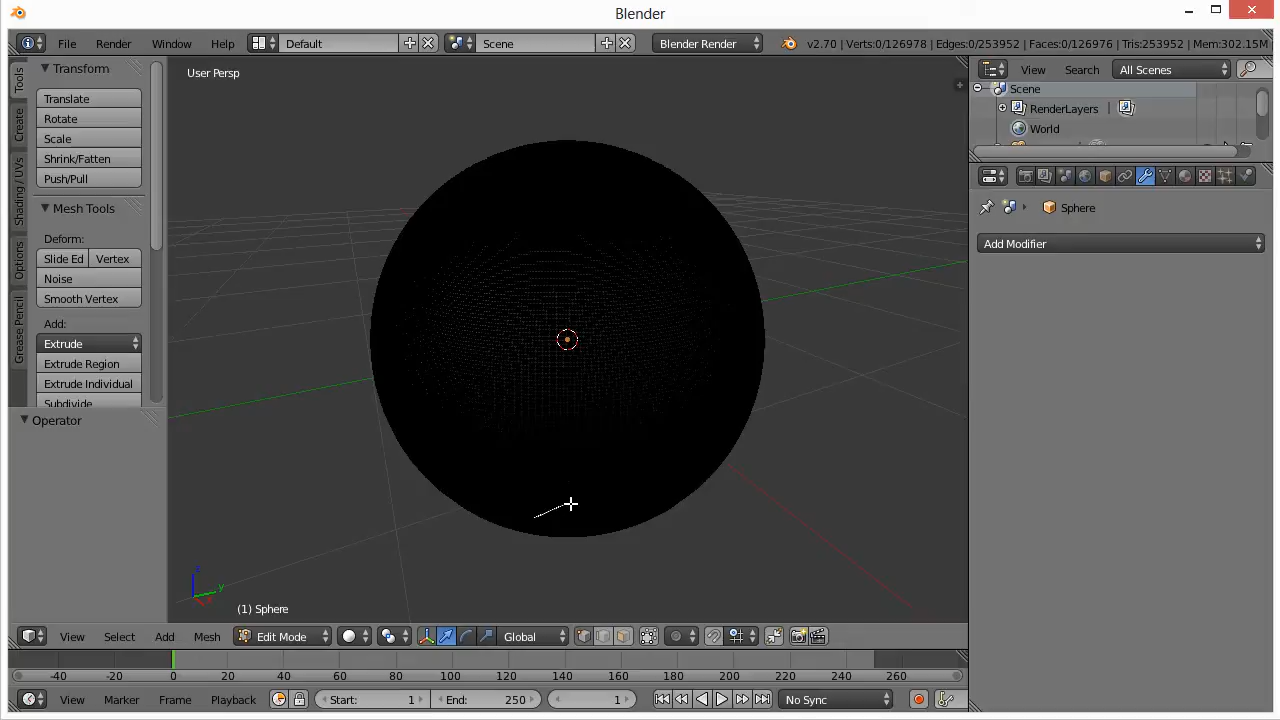 Blender
File Render Window Help Default Scene Blender Render v2.70 | Verts:0/126978 | Edges:0/253952 | Faces:0/126976 | Tris:253952 | Mem:302.15M
Tools
Create
Shading / UVs
Options
Grease Pencil
Transform
Translate
Rotate
Scale
Shrink/Fatten
Push/Pull
Mesh Tools
Deform:
Slide Ed Vertex
Noise
Smooth Vertex
Add:
Extrude
Extrude Region
Extrude Individual
Subdivide
Operator
User Persp
(1) Sphere
z
y
View Search All Scenes
Scene
RenderLayers |
World
Sphere
Add Modifier
View Select Add Mesh Edit Mode Global
-40 -20 0 20 40 60 80 100 120 140 160 180 200 220 240 260
View Marker Frame Playback Start: 1 End: 250 1 No Sync